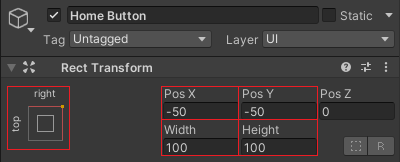 Home Button
Static
Tag Untagged Layer UI
Rect Transform
right
top
Pos X Pos Y Pos Z
-50 -50 0
Width Height
100 100
R